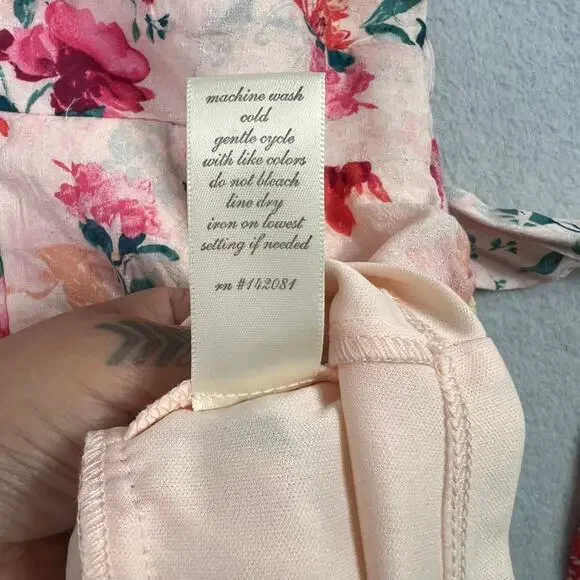 machine wash
cold
gentle cycle
with like colors
do not bleach
line dry
iron on lowest
setting if needed
rn #142081